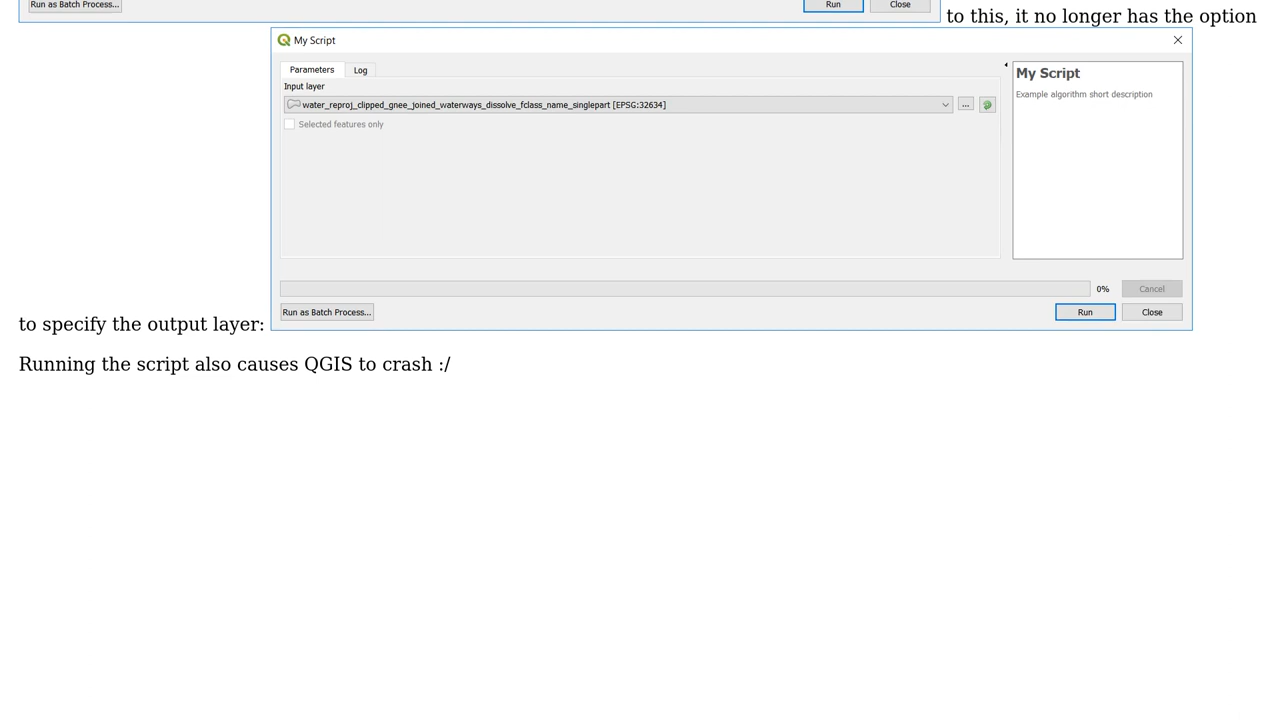 Run as Batch Process...
Run
Close
to this, it no longer has the option
My Script
Parameters
Log
My Script
Input layer
Example algorithm short description
water_reproj_clipped_gnee_joined_waterways_dissolve_fclass_name_singlepart [EPSG:32634]
...
Selected features only
0%
Cancel
Run as Batch Process...
Run
Close
to specify the output layer:
Running the script also causes QGIS to crash :/